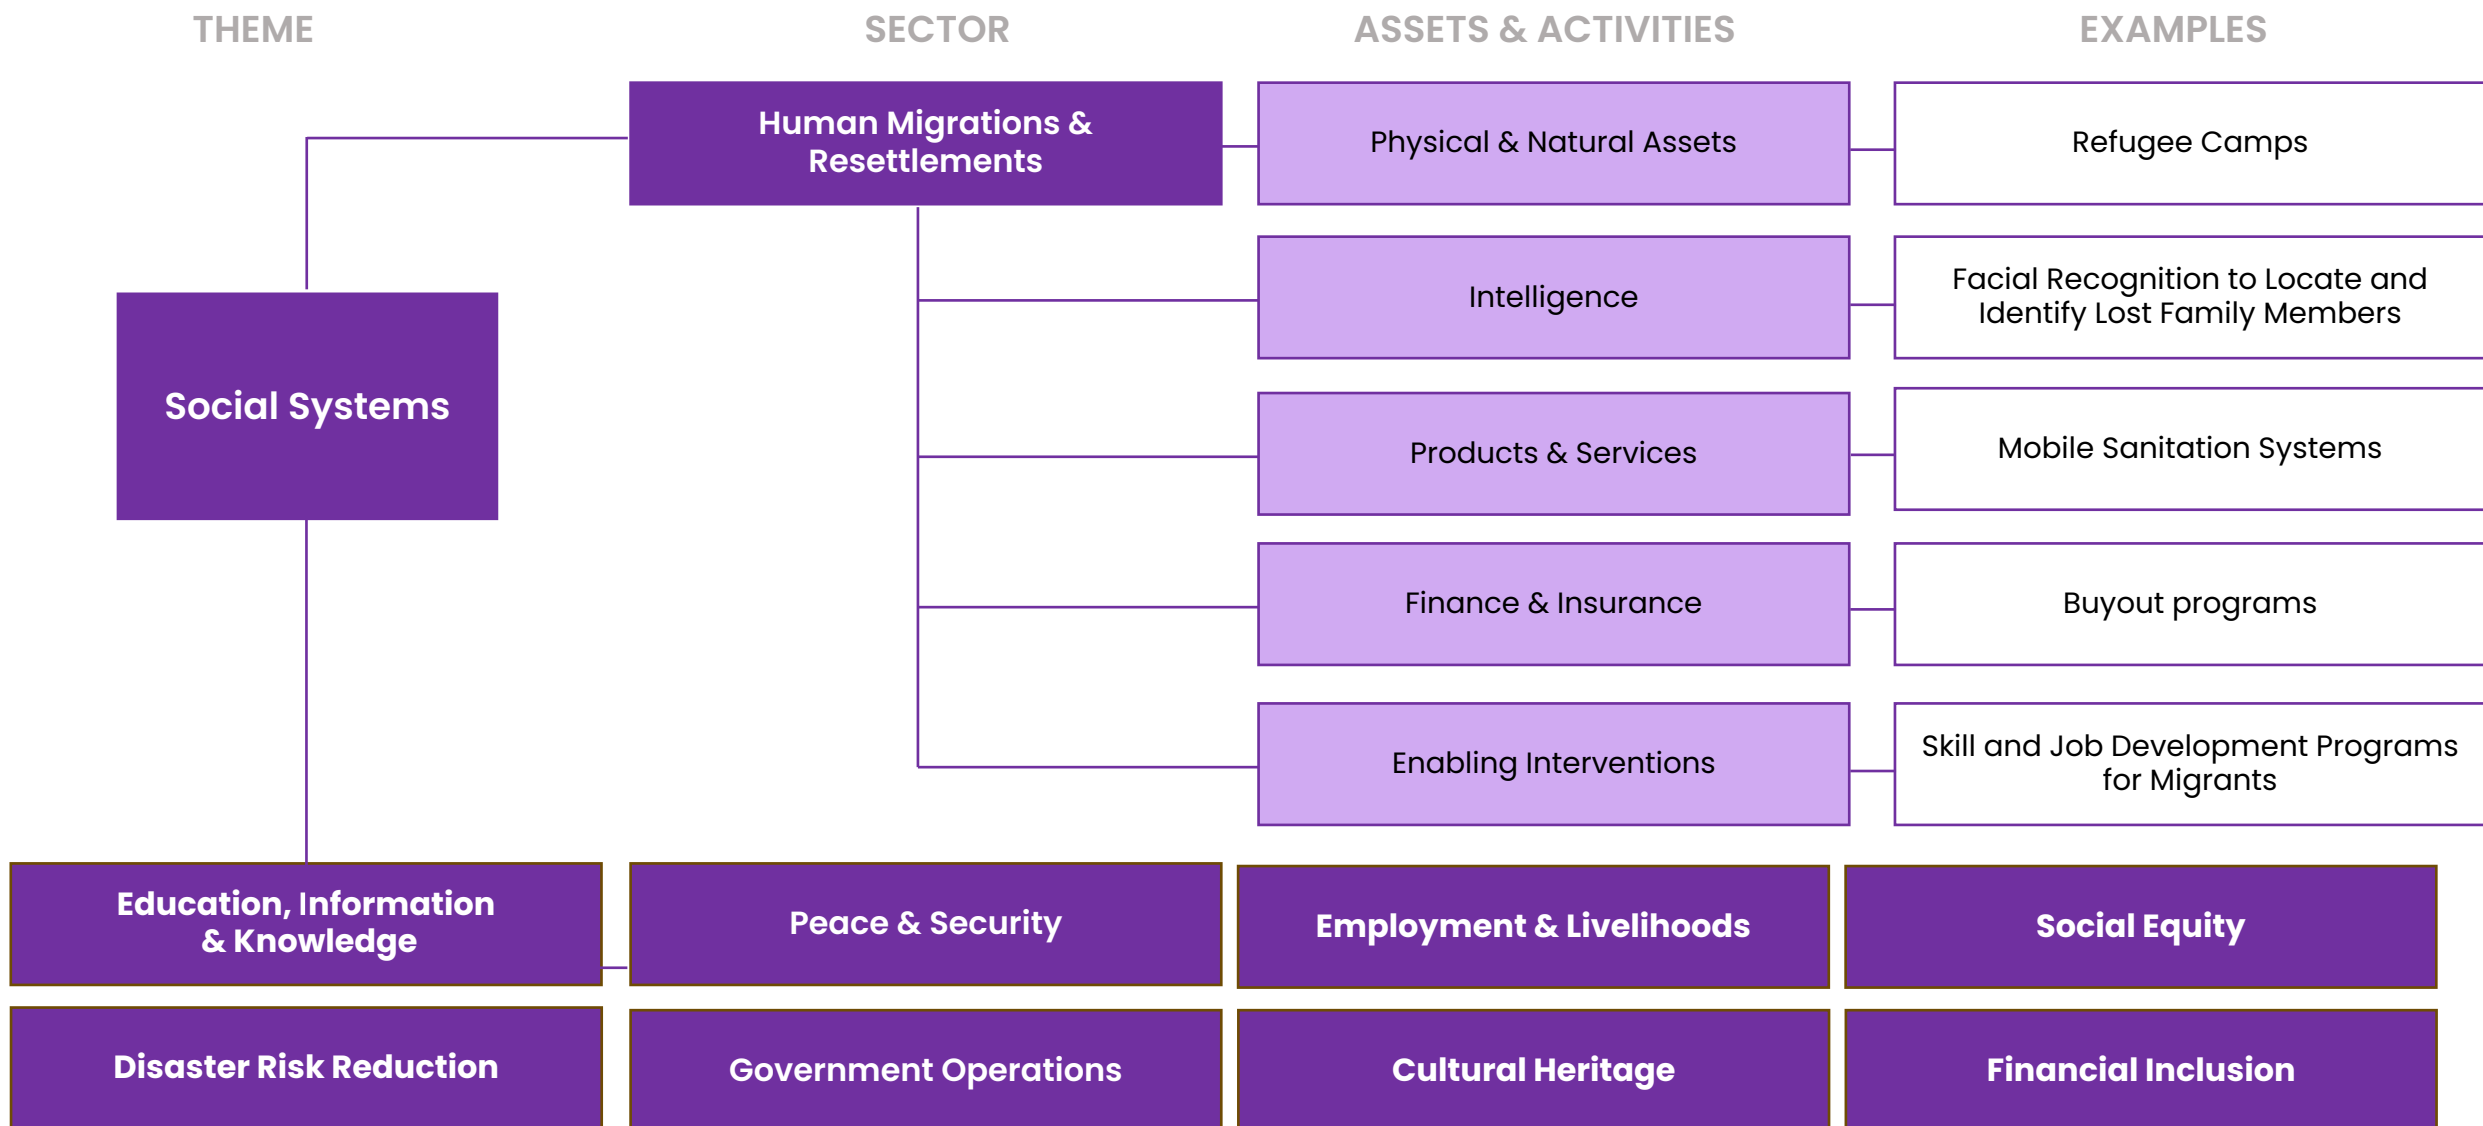 THEME
SECTOR
ASSETS & ACTIVITIES
EXAMPLES
Human Migrations &
Resettlements
Physical & Natural Assets
Refugee Camps
Intelligence
Facial Recognition to Locate and
Identify Lost Family Members
Social Systems
Products & Services
Mobile Sanitation Systems
Finance & Insurance
Buyout programs
Enabling Interventions
Skill and Job Development Programs
for Migrants
Education, Information
& Knowledge
Peace & Security
Employment & Livelihoods
Social Equity
Disaster Risk Reduction
Government Operations
Cultural Heritage
Financial Inclusion